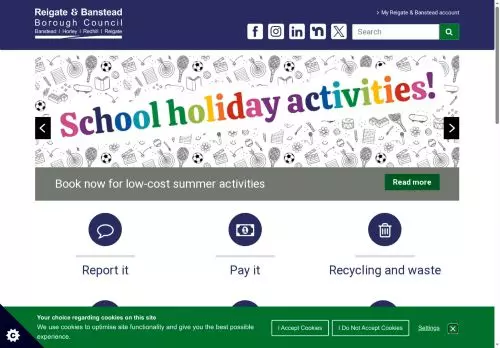 Reigate & Banstead
Borough Council
Banstead | Horley | Redhill | Reigate
> My Reigate & Banstead account
Search
School holiday activities!
Book now for low-cost summer activities
Read more
Report it
Pay it
Recycling and waste
Your choice regarding cookies on this site
We use cookies to optimise site functionality and give you the best possible
experience.
I Accept Cookies
I Do Not Accept Cookies
Settings